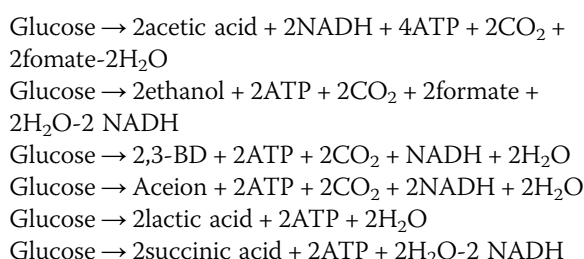 Glucose → 2acetic acid + 2NADH + 4ATP + 2CO₂ +
2fomate-2H₂O
Glucose → 2ethanol + 2ATP + 2CO₂ + 2formate +
2H₂O-2 NADH
Glucose → 2,3-BD + 2ATP + 2CO₂ + NADH + 2H₂O
Glucose → Aceion + 2ATP + 2CO₂ + 2NADH + 2H₂O
Glucose → 2lactic acid + 2ATP + 2H₂O
Glucose → 2succinic acid + 2ATP + 2H₂O-2 NADH